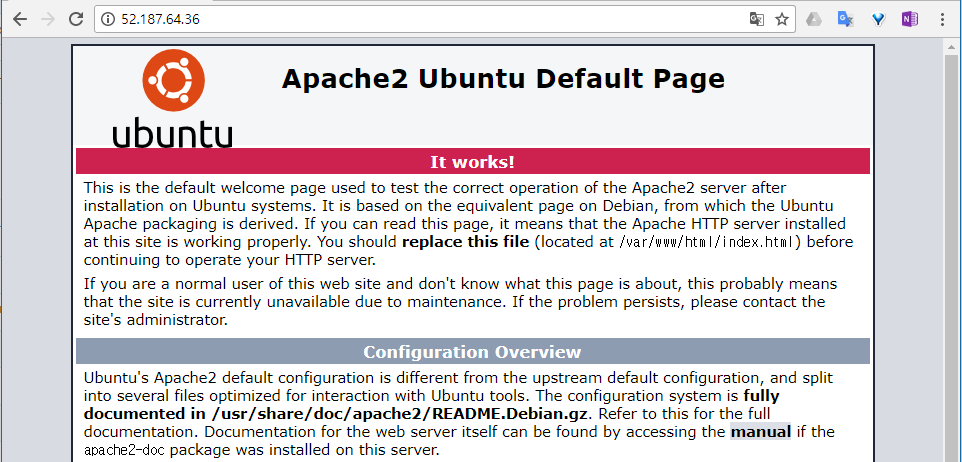 52.187.64.36
ubuntu
Apache2 Ubuntu Default Page
It works!
This is the default welcome page used to test the correct operation of the Apache2 server after
installation on Ubuntu systems. It is based on the equivalent page on Debian, from which the Ubuntu
Apache packaging is derived. If you can read this page, it means that the Apache HTTP server installed
at this site is working properly. You should replace this file (located at /var/www/html/index.html) before
continuing to operate your HTTP server.
If you are a normal user of this web site and don't know what this page is about, this probably means
that the site is currently unavailable due to maintenance. If the problem persists, please contact the
site's administrator.
Configuration Overview
Ubuntu's Apache2 default configuration is different from the upstream default configuration, and split
into several files optimized for interaction with Ubuntu tools. The configuration system is fully
documented in /usr/share/doc/apache2/README.Debian.gz. Refer to this for the full
documentation. Documentation for the web server itself can be found by accessing the manual if the
apache2-doc package was installed on this server.